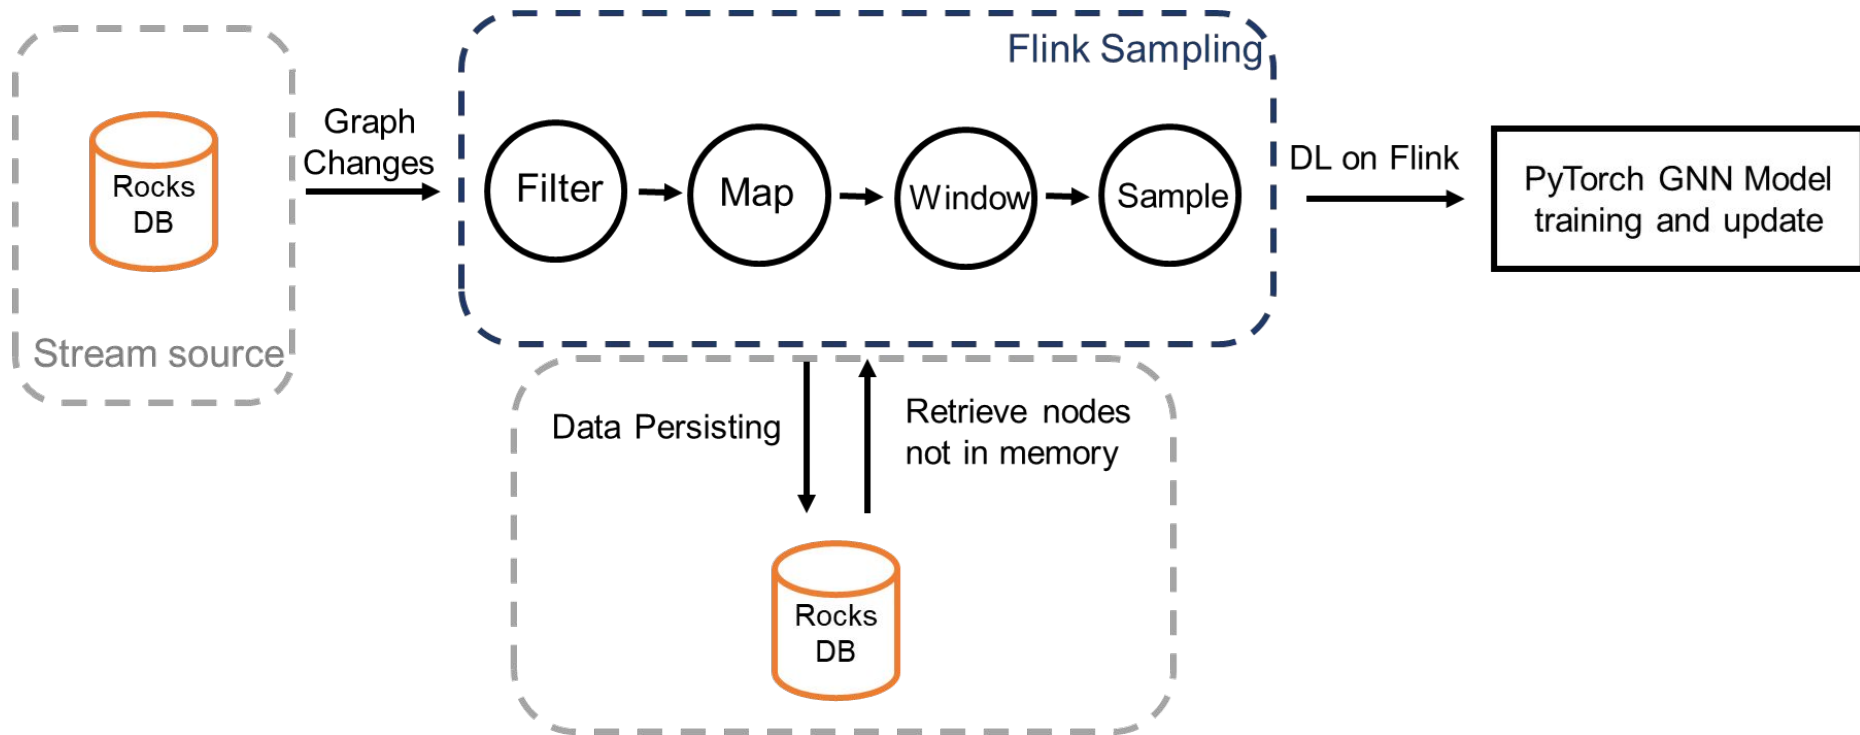 Flink Sampling
Graph
Changes
Rocks
DB
Stream source
Filter
Map
Window
Sample
DL on Flink
PyTorch GNN Model
training and update
Data Persisting
Retrieve nodes
not in memory
Rocks
DB